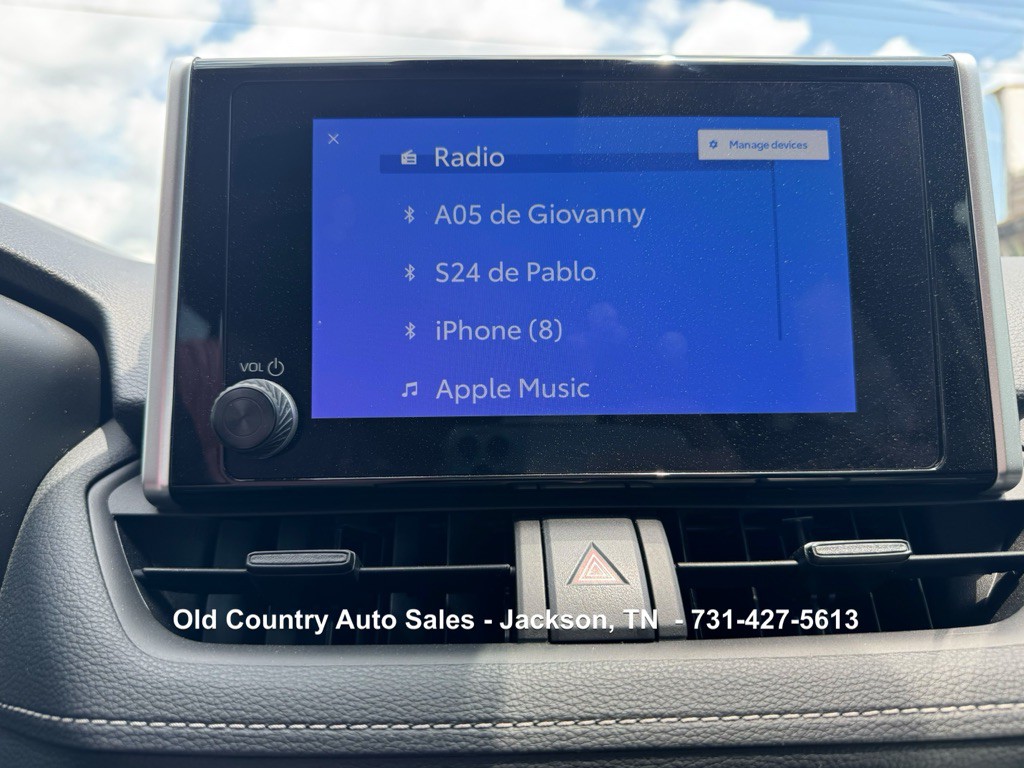 Radio
Manage devices
A05 de Giovanny
S24 de Pablo
iPhone (8)
Apple Music
VOL
Old Country Auto Sales - Jackson, TN - 731-427-5613